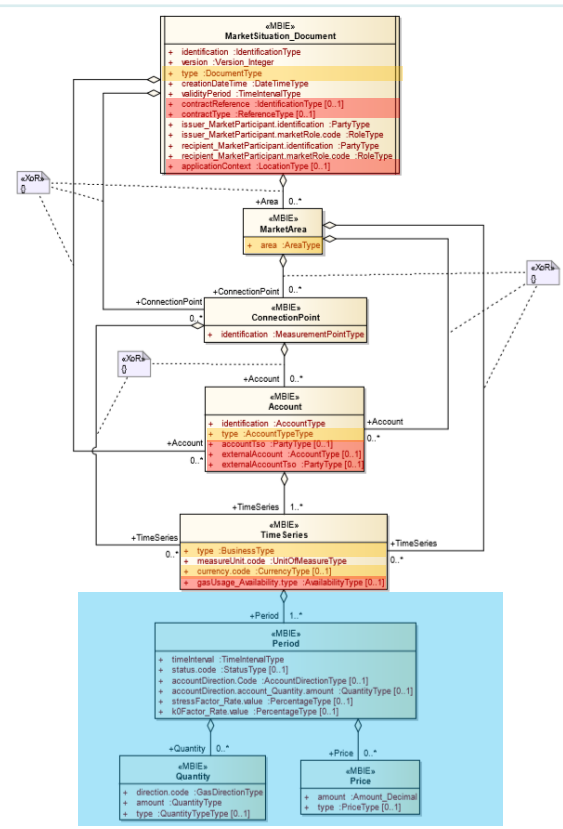 «MBIE»
MarketSituation_Document
+ identification :IdentificationType
+ version :Version_Integer
+ type :DocumentType
+ creationDateTime :DateTimeType
+ validityPeriod :TimeIntervalType
+ contractReference :IdentificationType [0..1]
+ contractType :ReferenceType [0..1]
+ issuer_MarketParticipant.identification :PartyType
+ issuer_MarketParticipant.marketRole.code :RoleType
+ recipient_MarketParticipant.identification :PartyType
+ recipient_MarketParticipant.marketRole.code :RoleType
+ applicationContext :LocationType [0..1]
«XoR»
{}
+Area 0..*
«MBIE»
MarketArea
+ area :AreaType
«XoR»
{}
+ConnectionPoint 0..*
+ConnectionPoint
0..*
«MBIE»
ConnectionPoint
+ identification :MeasurementPointType
«XoR»
{}
+Account 0..*
«MBIE»
Account
+ identification :AccountType
+ type :AccountTypeType
+ accountTso :PartyType [0..1]
+ externalAccount :AccountType [0..1]
+ externalAccountTso :PartyType [0..1]
+Account
0..*
+Account
0..*
+TimeSeries 1..*
«MBIE»
TimeSeries
+ type :BusinessType
+ measureUnit.code :UnitOfMeasureType
+ currency.code :CurrencyType [0..1]
+ gasUsage_Availability.type :AvailabilityType [0..1]
+TimeSeries
0..*
+TimeSeries
0..*
+Period 1..*
«MBIE»
Period
+ timeInterval :TimeIntervalType
+ status.code :StatusType [0..1]
+ accountDirection.Code :AccountDirectionType [0..1]
+ accountDirection.account_Quantity.amount :QuantityType [0..1]
+ stressFactor_Rate.value :PercentageType [0..1]
+ k0Factor_Rate.value :PercentageType [0..1]
+Quantity 0..*
«MBIE»
Quantity
+ direction.code :GasDirectionType
+ amount :QuantityType
+ type :QuantityTypeType [0..1]
+Price 0..*
«MBIE»
Price
+ amount :Amount_Decimal
+ type :PriceType [0..1]